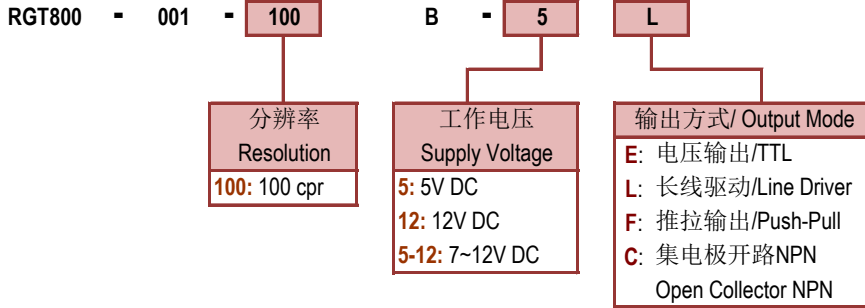 RGT800 - 001 - 100 B - 5 L
分辨率
Resolution
100: 100 cpr
工作电压
Supply Voltage
5: 5V DC
12: 12V DC
5-12: 7~12V DC
输出方式/ Output Mode
E: 电压输出/TTL
L: 长线驱动/Line Driver
F: 推拉输出/Push-Pull
C: 集电极开路NPN
Open Collector NPN